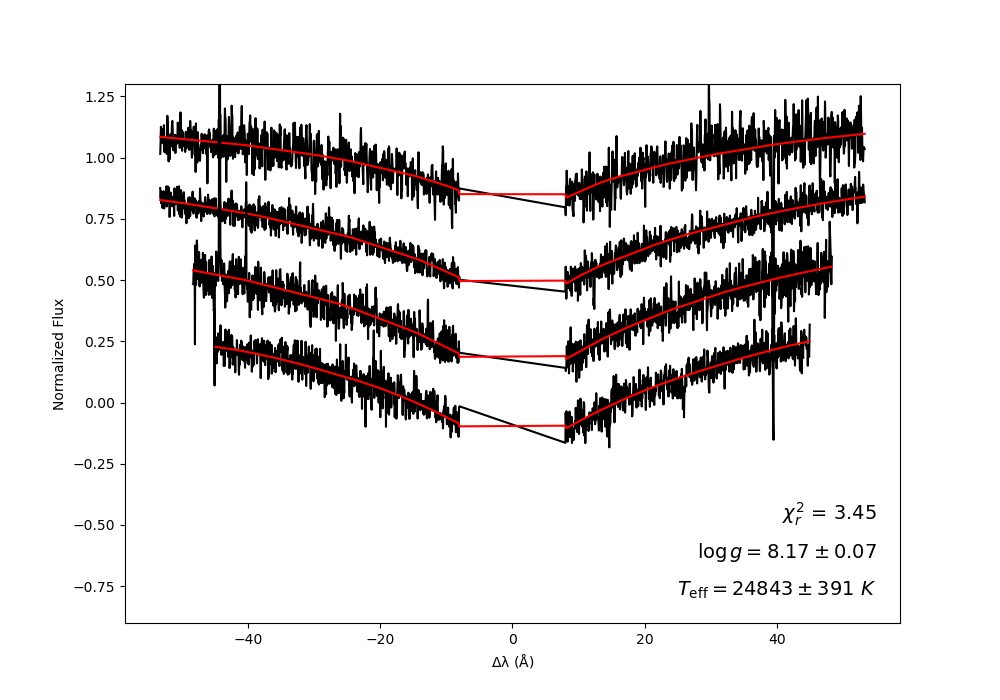 1.25
1.00
0.75
0.50
0.25
0.00
−0.25
−0.50
−0.75
Normalized Flux
χ²ᵣ = 3.45
log g = 8.17 ± 0.07
T_eff = 24843 ± 391 K
−40 −20 0 20 40
Δλ (Å)